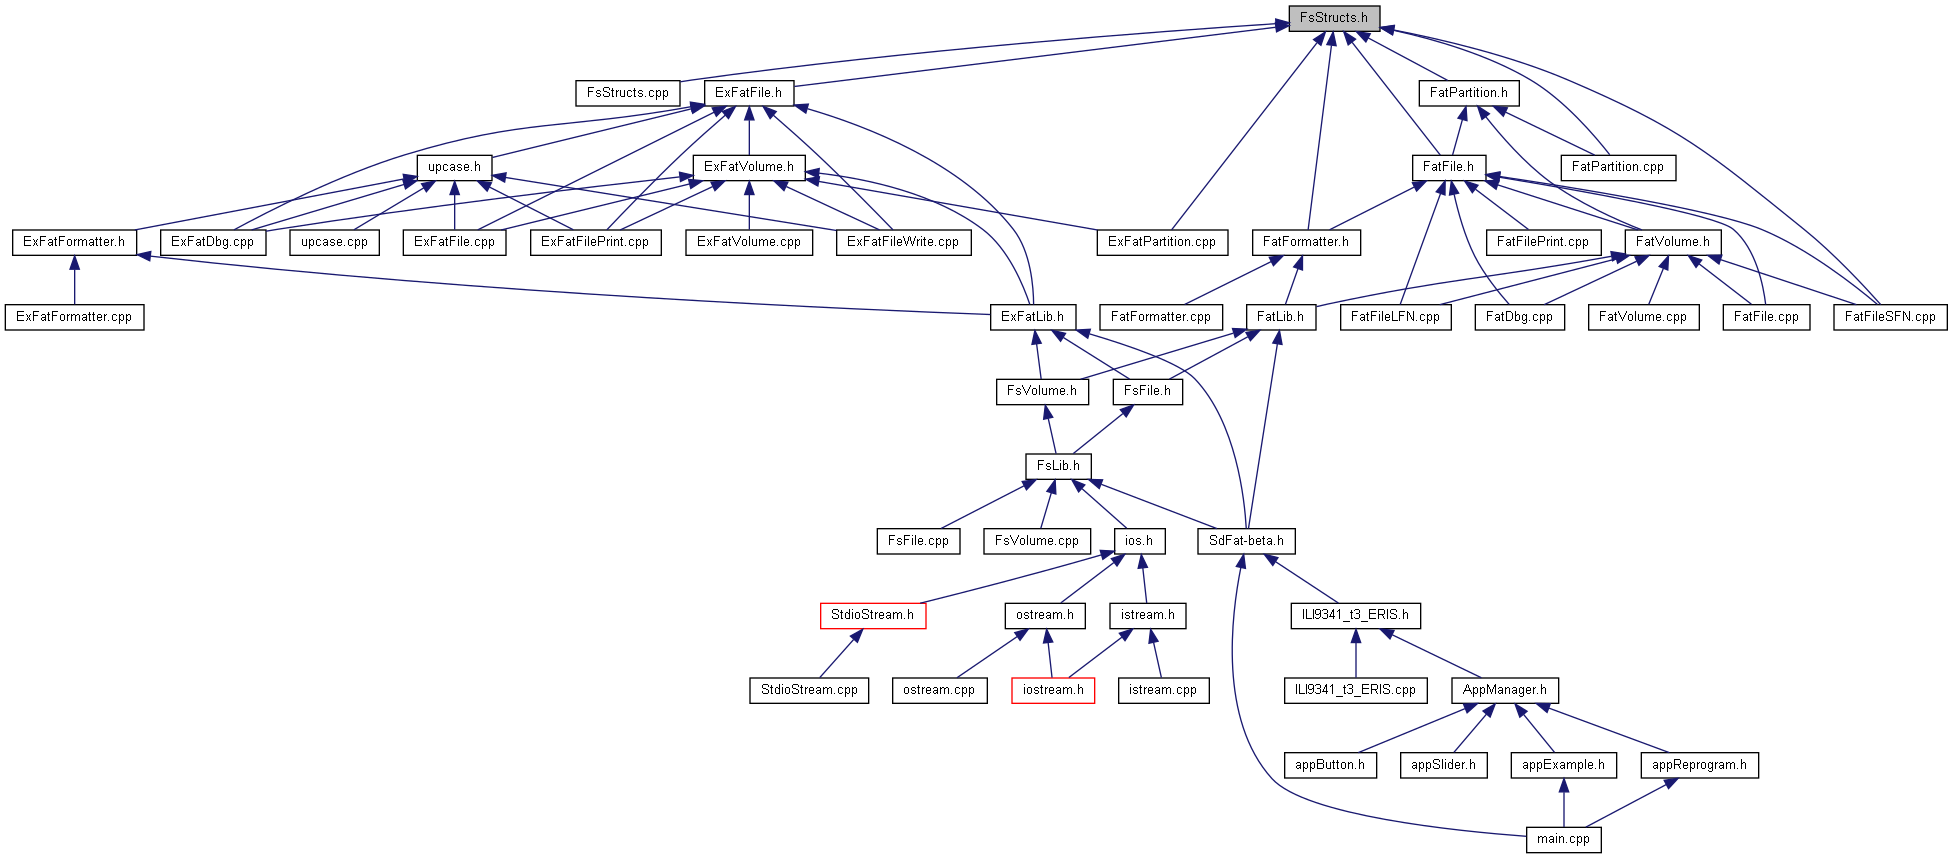 FsStructs.h
FsStructs.cpp
ExFatFile.h
FatPartition.h
upcase.h
ExFatVolume.h
FatFile.h
FatPartition.cpp
ExFatFormatter.h
ExFatDbg.cpp
upcase.cpp
ExFatFile.cpp
ExFatFilePrint.cpp
ExFatVolume.cpp
ExFatFileWrite.cpp
ExFatPartition.cpp
FatFormatter.h
FatFilePrint.cpp
FatVolume.h
ExFatFormatter.cpp
ExFatLib.h
FatFormatter.cpp
FatLib.h
FatFileLFN.cpp
FatDbg.cpp
FatVolume.cpp
FatFile.cpp
FatFileSFN.cpp
FsVolume.h
FsFile.h
FsLib.h
FsFile.cpp
FsVolume.cpp
ios.h
SdFat-beta.h
StdioStream.h
ostream.h
istream.h
ILI9341_t3_ERIS.h
StdioStream.cpp
ostream.cpp
iostream.h
istream.cpp
ILI9341_t3_ERIS.cpp
AppManager.h
appButton.h
appSlider.h
appExample.h
appReprogram.h
main.cpp